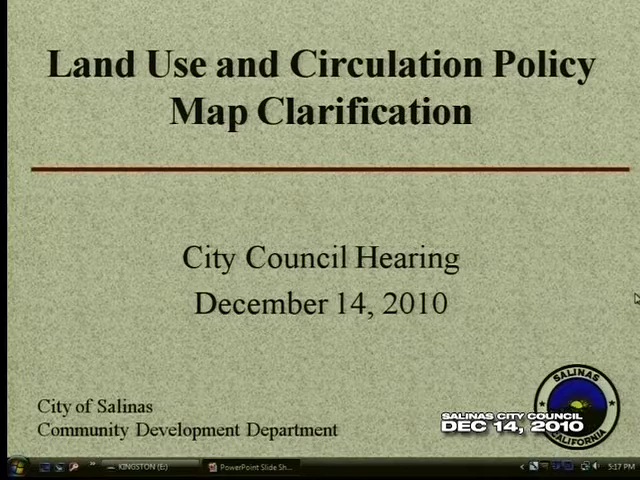 Land Use and Circulation Policy
Map Clarification
City Council Hearing
December 14, 2010
City of Salinas
Community Development Department
SALINAS
CALIFORNIA
SALINAS CITY COUNCIL
DEC 14, 2010
KINGSTON (E:)
PowerPoint Slide Sh...
5:17 PM